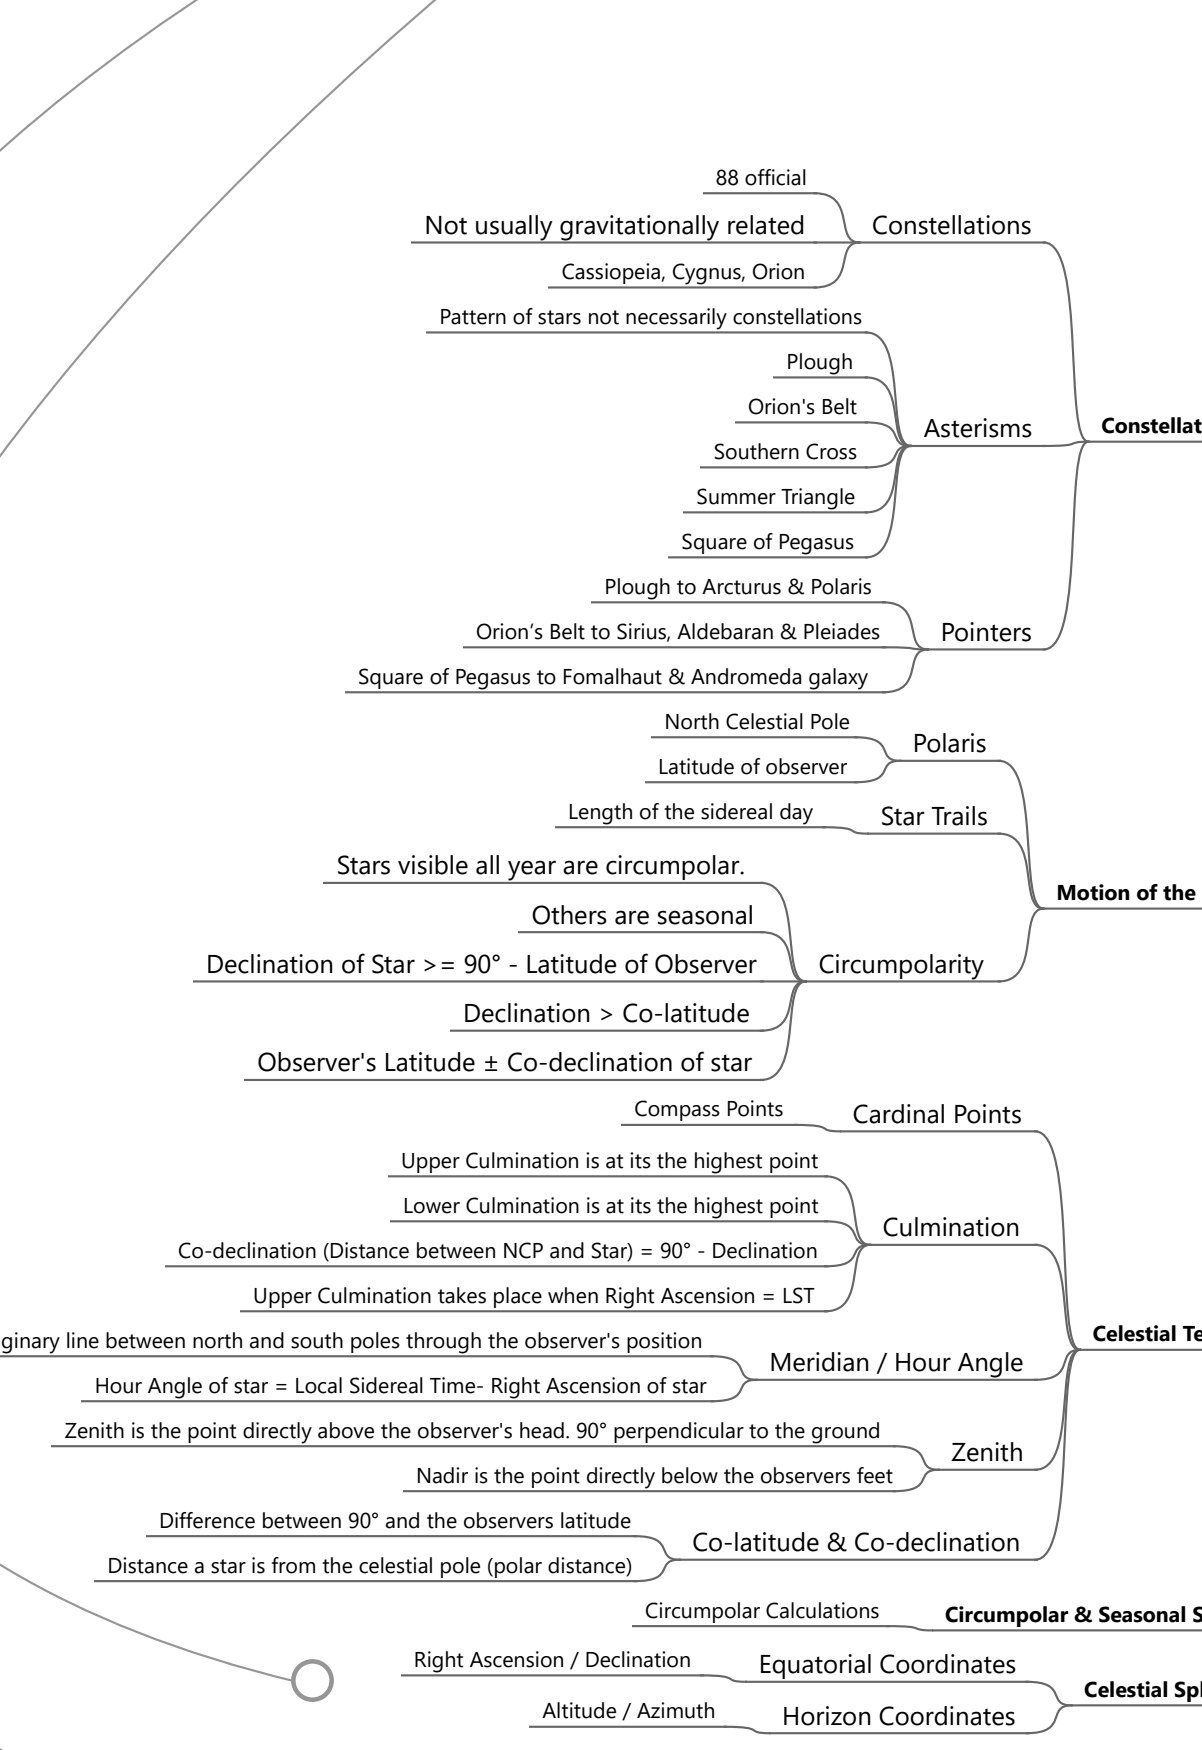 88 official
Not usually gravitationally related
Constellations
Cassiopeia, Cygnus, Orion
Pattern of stars not necessarily constellations
Plough
Orion's Belt
Asterisms
Constellat
Southern Cross
Summer Triangle
Square of Pegasus
Plough to Arcturus & Polaris
Orion’s Belt to Sirius, Aldebaran & Pleiades
Pointers
Square of Pegasus to Fomalhaut & Andromeda galaxy
North Celestial Pole
Polaris
Latitude of observer
Length of the sidereal day
Star Trails
Stars visible all year are circumpolar.
Motion of the
Others are seasonal
Declination of Star >= 90° - Latitude of Observer
Circumpolarity
Declination > Co-latitude
Observer's Latitude ± Co-declination of star
Compass Points
Cardinal Points
Upper Culmination is at its the highest point
Lower Culmination is at its the highest point
Culmination
Co-declination (Distance between NCP and Star) = 90° - Declination
Upper Culmination takes place when Right Ascension = LST
Celestial Te
ginary line between north and south poles through the observer's position
Meridian / Hour Angle
Hour Angle of star = Local Sidereal Time- Right Ascension of star
Zenith is the point directly above the observer's head. 90° perpendicular to the ground
Zenith
Nadir is the point directly below the observers feet
Difference between 90° and the observers latitude
Co-latitude & Co-declination
Distance a star is from the celestial pole (polar distance)
Circumpolar Calculations
Circumpolar & Seasonal S
Right Ascension / Declination
Equatorial Coordinates
Celestial Sp
Altitude / Azimuth
Horizon Coordinates